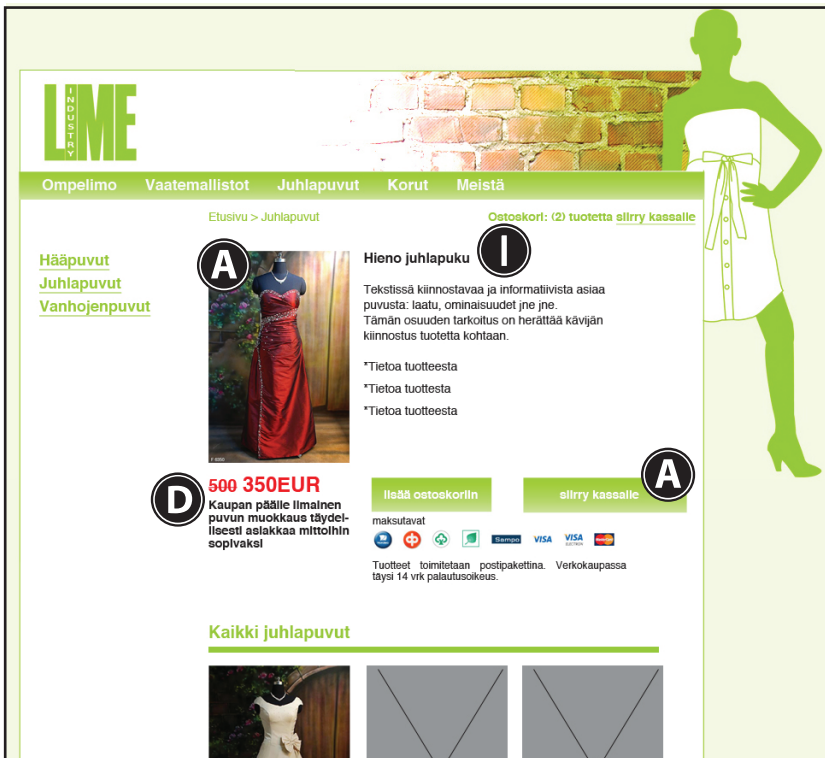 LIME
INDUSTRY
Ompelimo Vaatemallistot Juhlapuvut Korut Meistä
Etusivu > Juhlapuvut
Ostoskori: (2) tuotetta siirry kassalle
Hääpuvut
Juhlapuvut
Vanhojenpuvut
A
Hieno juhlapuku
I
Tekstissä kiinnostavaa ja informatiivista asiaa
puvusta: laatu, ominaisuudet jne jne.
Tämän osuuden tarkoitus on herättää kävijän
kiinnostus tuotetta kohtaan.
*Tietoa tuotteesta
*Tietoa tuottesta
*Tietoa tuotteesta
D
500 350EUR
Kaupan päälle ilmainen
puvun muokkaus täydel-
lisesti asiakkaa mittoihin
sopivaksi
lisää ostoskoriin
siirry kassalle
A
maksutavat
Sampo VISA VISA
Tuotteet toimitetaan postipakettina. Verkokaupassa
täysi 14 vrk palautusoikeus.
Kaikki juhlapuvut